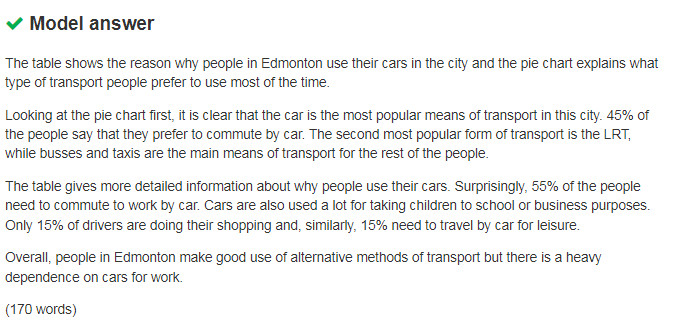 Model answer
The table shows the reason why people in Edmonton use their cars in the city and the pie chart explains what
type of transport people prefer to use most of the time.
Looking at the pie chart first, it is clear that the car is the most popular means of transport in this city. 45% of
the people say that they prefer to commute by car. The second most popular form of transport is the LRT,
while busses and taxis are the main means of transport for the rest of the people.
The table gives more detailed information about why people use their cars. Surprisingly, 55% of the people
need to commute to work by car. Cars are also used a lot for taking children to school or business purposes.
Only 15% of drivers are doing their shopping and, similarly, 15% need to travel by car for leisure.
Overall, people in Edmonton make good use of alternative methods of transport but there is a heavy
dependence on cars for work.
(170 words)